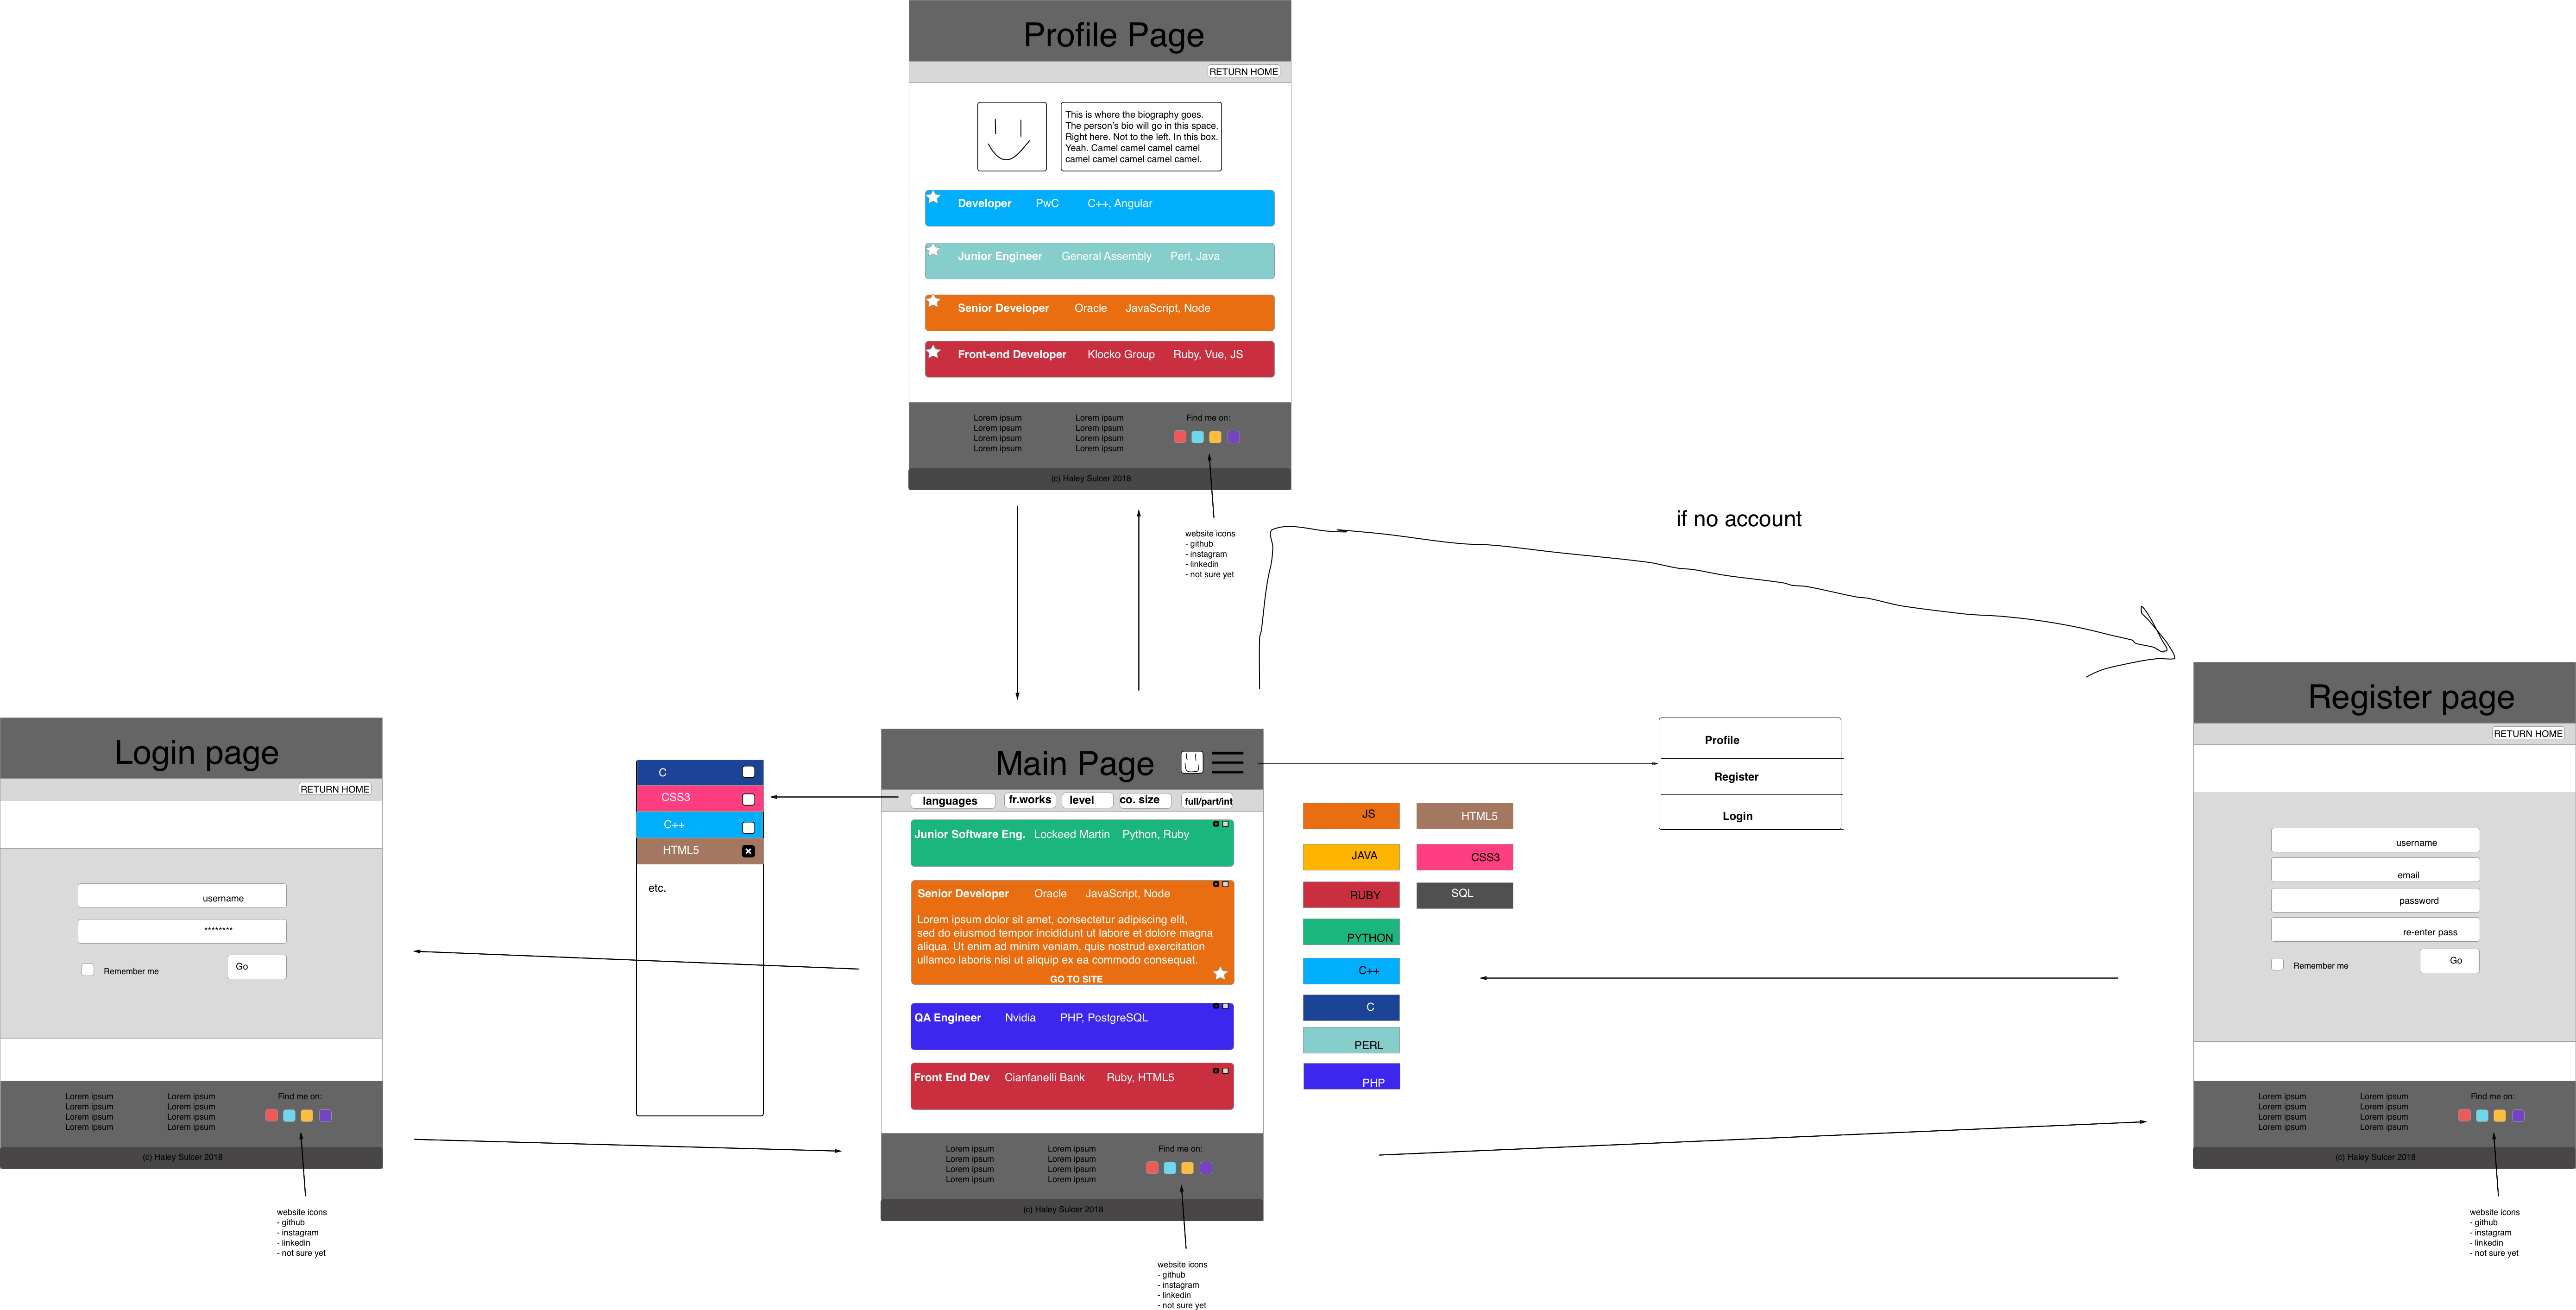 Profile Page
RETURN HOME
This is where the biography goes.
The person's bio will go in this space.
Right here. Not to the left. In this box.
Yeah. Camel camel camel camel
camel camel camel camel camel.
Developer PwC C++, Angular
Junior Engineer General Assembly Perl, Java
Senior Developer Oracle JavaScript, Node
Front-end Developer Klocko Group Ruby, Vue, JS
Lorem ipsum
Lorem ipsum
Lorem ipsum
Lorem ipsum
Lorem ipsum
Lorem ipsum
Lorem ipsum
Lorem ipsum
Find me on:
(c) Haley Sulcer 2018
website icons
- github
- instagram
- linkedin
- not sure yet
if no account
Login page
RETURN HOME
username
********
Remember me
Go
Lorem ipsum
Lorem ipsum
Lorem ipsum
Lorem ipsum
Lorem ipsum
Lorem ipsum
Lorem ipsum
Lorem ipsum
Find me on:
(c) Haley Sulcer 2018
website icons
- github
- instagram
- linkedin
- not sure yet
C
CSS3
C++
HTML5
etc.
Main Page
languages
fr.works
level
co. size
full/part/int
Junior Software Eng. Lockeed Martin Python, Ruby
Senior Developer Oracle JavaScript, Node
Lorem ipsum dolor sit amet, consectetur adipiscing elit,
sed do eiusmod tempor incididunt ut labore et dolore magna
aliqua. Ut enim ad minim veniam, quis nostrud exercitation
ullamco laboris nisi ut aliquip ex ea commodo consequat.
GO TO SITE
QA Engineer Nvidia PHP, PostgreSQL
Front End Dev Cianfanelli Bank Ruby, HTML5
Lorem ipsum
Lorem ipsum
Lorem ipsum
Lorem ipsum
Lorem ipsum
Lorem ipsum
Lorem ipsum
Lorem ipsum
Find me on:
(c) Haley Sulcer 2018
website icons
- github
- instagram
- linkedin
- not sure yet
JS
JAVA
RUBY
PYTHON
C++
C
PERL
PHP
HTML5
CSS3
SQL
Profile
Register
Login
Register page
RETURN HOME
username
email
password
re-enter pass
Remember me
Go
Lorem ipsum
Lorem ipsum
Lorem ipsum
Lorem ipsum
Lorem ipsum
Lorem ipsum
Lorem ipsum
Lorem ipsum
Find me on:
(c) Haley Sulcer 2018
website icons
- github
- instagram
- linkedin
- not sure yet